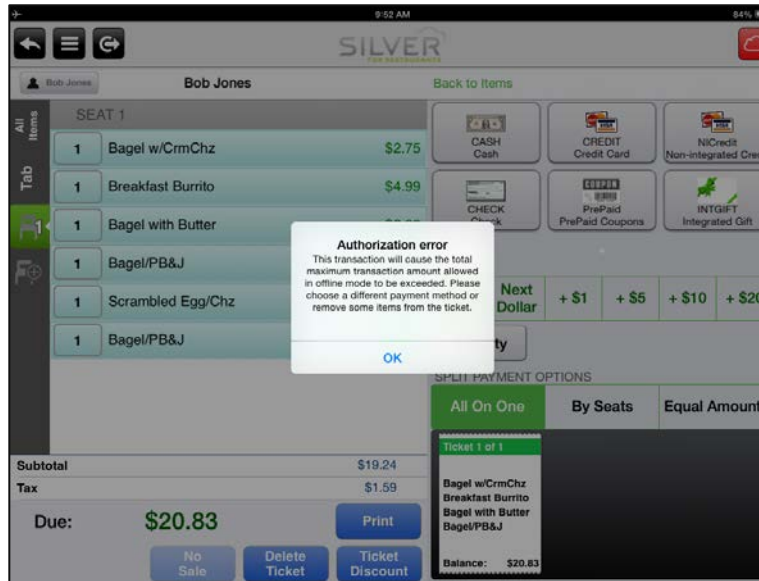 9:52 AM
84%
SILVER
FOR RESTAURANTS
Bob Jones
Bob Jones
Back to Items
All Items
Tab
1
SEAT 1
1 Bagel w/CrmChz $2.75
1 Breakfast Burrito $4.99
1 Bagel with Butter
1 Bagel/PB&J
1 Scrambled Egg/Chz
1 Bagel/PB&J
CASH
Cash
CREDIT
Credit Card
NICredit
Non-integrated
CHECK
Check
COUPON
PrePaid
PrePaid Coupons
INTGIFT
Integrated Gift
Authorization error
This transaction will cause the total
maximum transaction amount allowed
in offline mode to be exceeded. Please
choose a different payment method or
remove some items from the ticket.
OK
Next Dollar
+ $1
+ $5
+ $10
SPLIT PAYMENT OPTIONS
All On One
By Seats
Equal Amount
Ticket 1 of 1
Bagel w/CrmChz
Breakfast Burrito
Bagel with Butter
Bagel/PB&J
Balance: $20.83
Subtotal $19.24
Tax $1.59
Due: $20.83
Print
No Sale
Delete Ticket
Ticket Discount